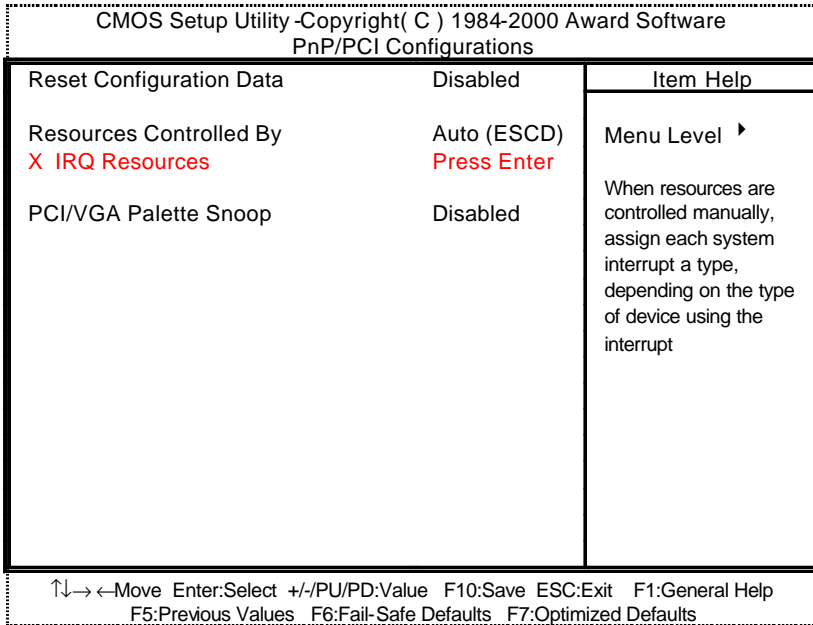 CMOS Setup Utility -Copyright( C ) 1984-2000 Award Software
PnP/PCI Configurations
Reset Configuration Data Disabled
Resources Controlled By Auto (ESCD)
X IRQ Resources Press Enter
PCI/VGA Palette Snoop Disabled
Item Help
Menu Level
When resources are
controlled manually,
assign each system
interrupt a type,
depending on the type
of device using the
interrupt
↑↓→←Move Enter:Select +/-/PU/PD:Value F10:Save ESC:Exit F1:General Help
F5:Previous Values F6:Fail-Safe Defaults F7:Optimized Defaults